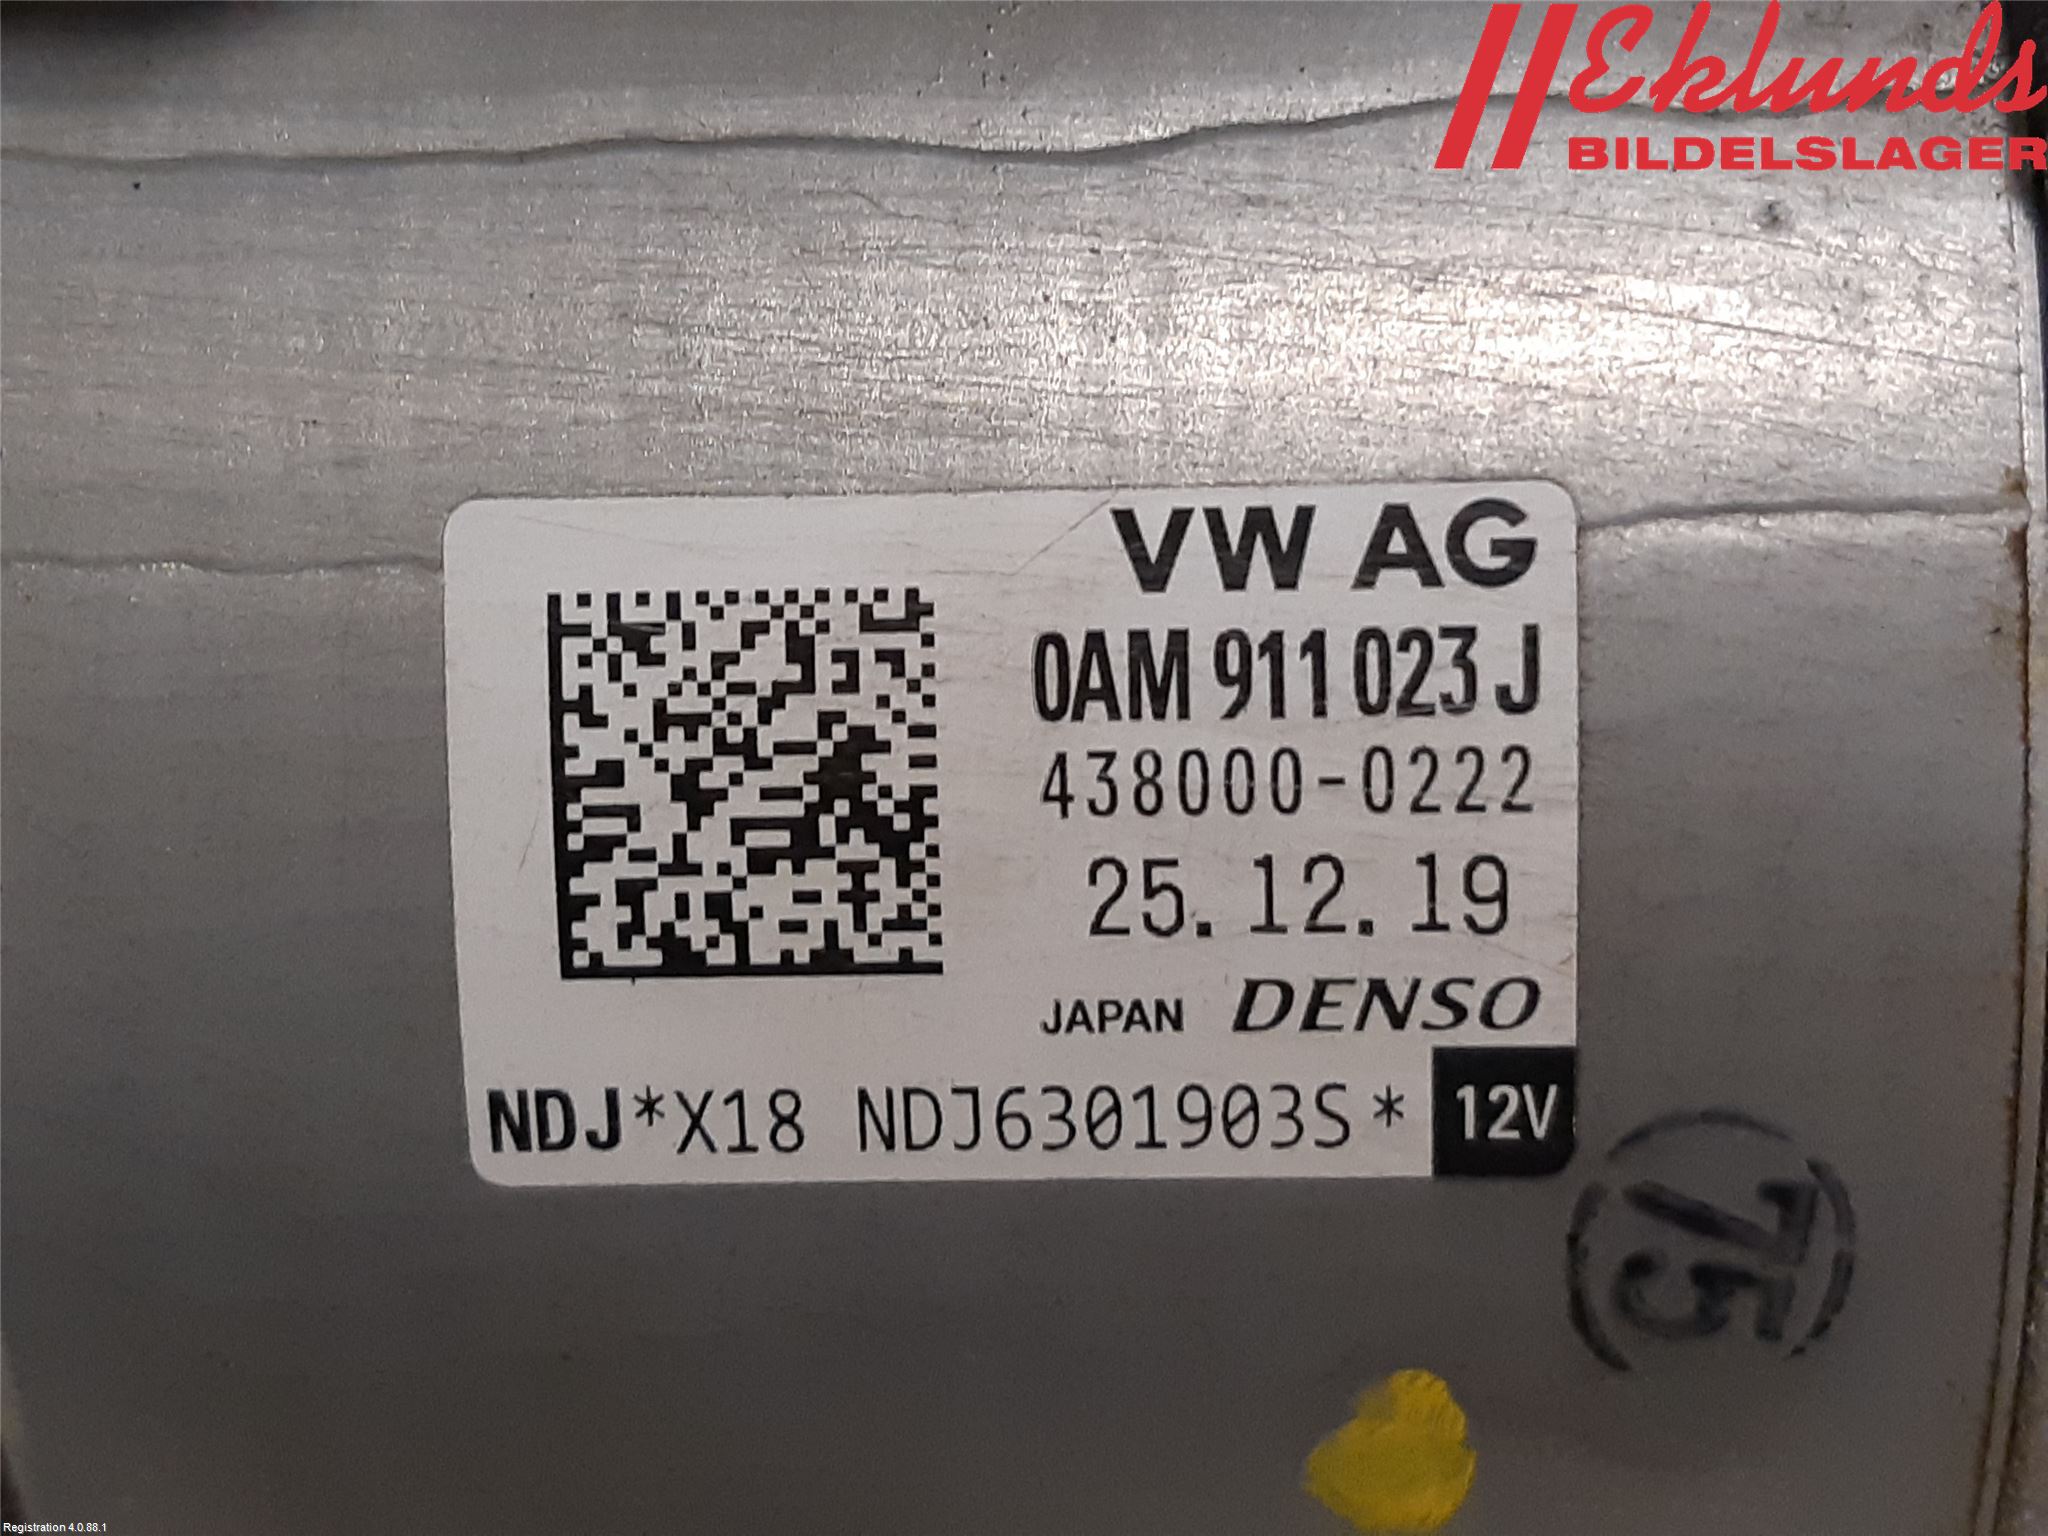 Eklunds
BILDELSLAGER
VW AG
0AM 911 023 J
438000-0222
25.12.19
JAPAN DENSO
NDJ*X18 NDJ6301903S* 12V
75
Registration 4.0.88.1